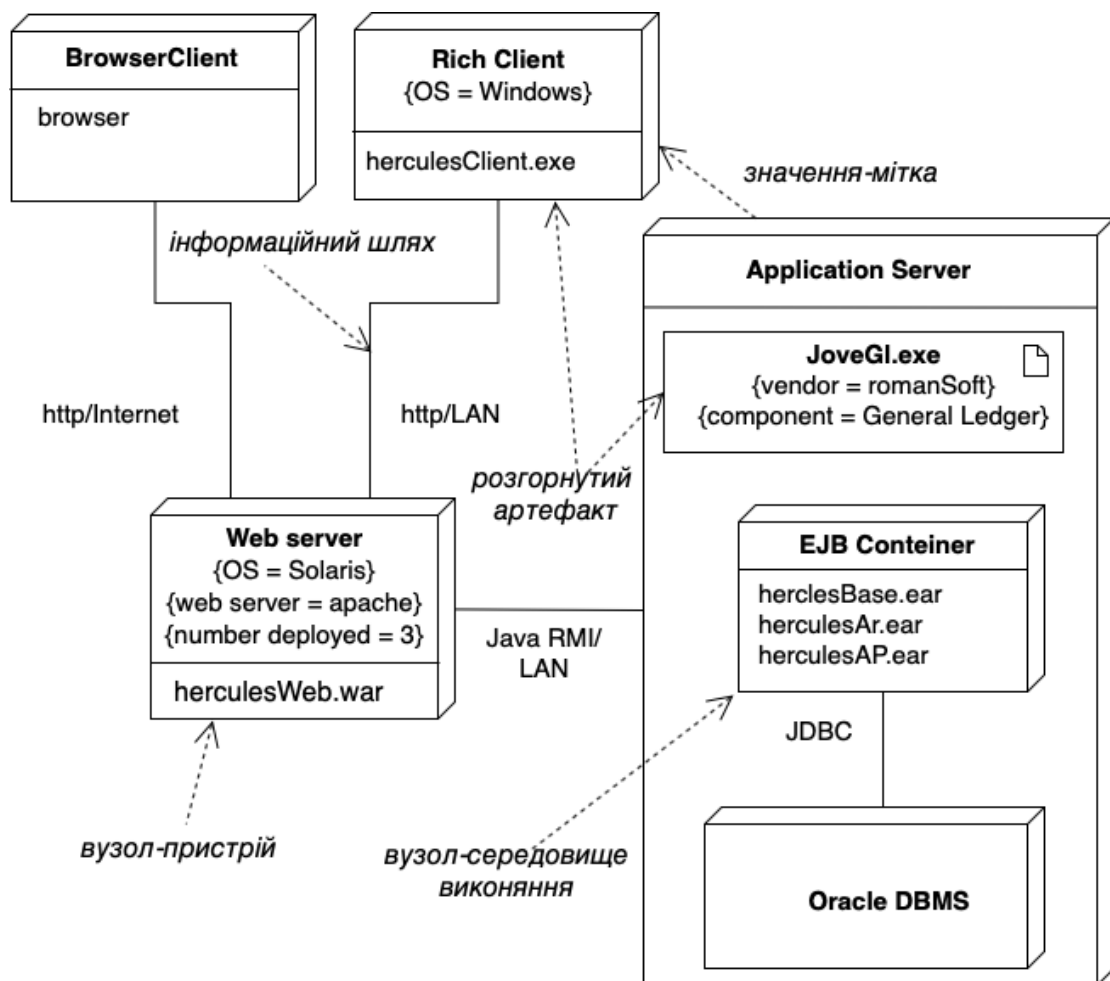 BrowserClient
browser
Rich Client
{OS = Windows}
herculesClient.exe
значення-мітка
інформаційний шлях
Application Server
JoveGl.exe
{vendor = romanSoft}
{component = General Ledger}
http/Internet
http/LAN
розгорнутий
артефакт
Web server
{OS = Solaris}
{web server = apache}
{number deployed = 3}
herculesWeb.war
Java RMI/
LAN
EJB Conteiner
herclesBase.ear
herculesAr.ear
herculesAP.ear
JDBC
вузол-пристрій
вузол-середовище
виконяння
Oracle DBMS